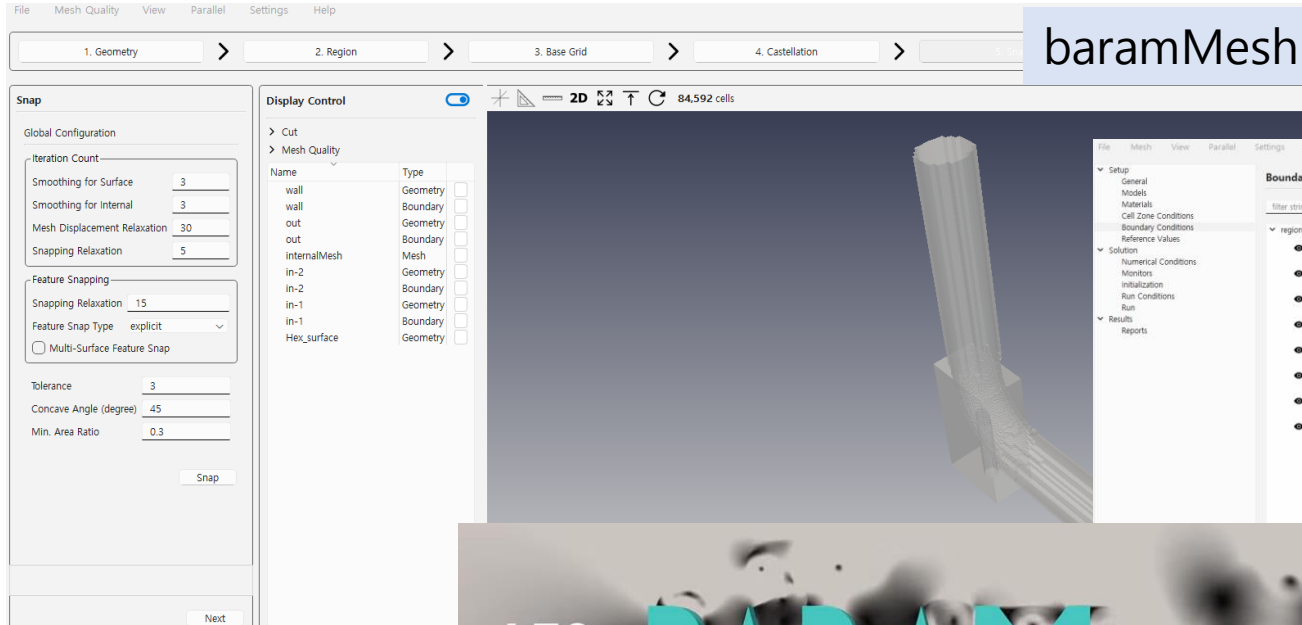 File Mesh Quality View Parallel Settings Help
baramMesh
1. Geometry > 2. Region > 3. Base Grid > 4. Castellation >
Snap
Global Configuration
Iteration Count
Smoothing for Surface 3
Smoothing for Internal 3
Mesh Displacement Relaxation 30
Snapping Relaxation 5
Feature Snapping
Snapping Relaxation 15
Feature Snap Type explicit
Multi-Surface Feature Snap
Tolerance 3
Concave Angle (degree) 45
Min. Area Ratio 0.3
Snap
Next
Display Control
> Cut
> Mesh Quality
Name Type
wall Geometry
wall Boundary
out Geometry
out Boundary
internalMesh Mesh
in-2 Geometry
in-2 Boundary
in-1 Geometry
in-1 Boundary
Hex_surface Geometry
2D 84,592 cells
File Mesh View Parallel Settings
Setup
General
Models
Materials
Cell Zone Conditions
Boundary Conditions
Reference Values
Solution
Numerical Conditions
Monitors
Initialization
Run Conditions
Run
Results
Reports
Bounda
filter strin
region
BARAM